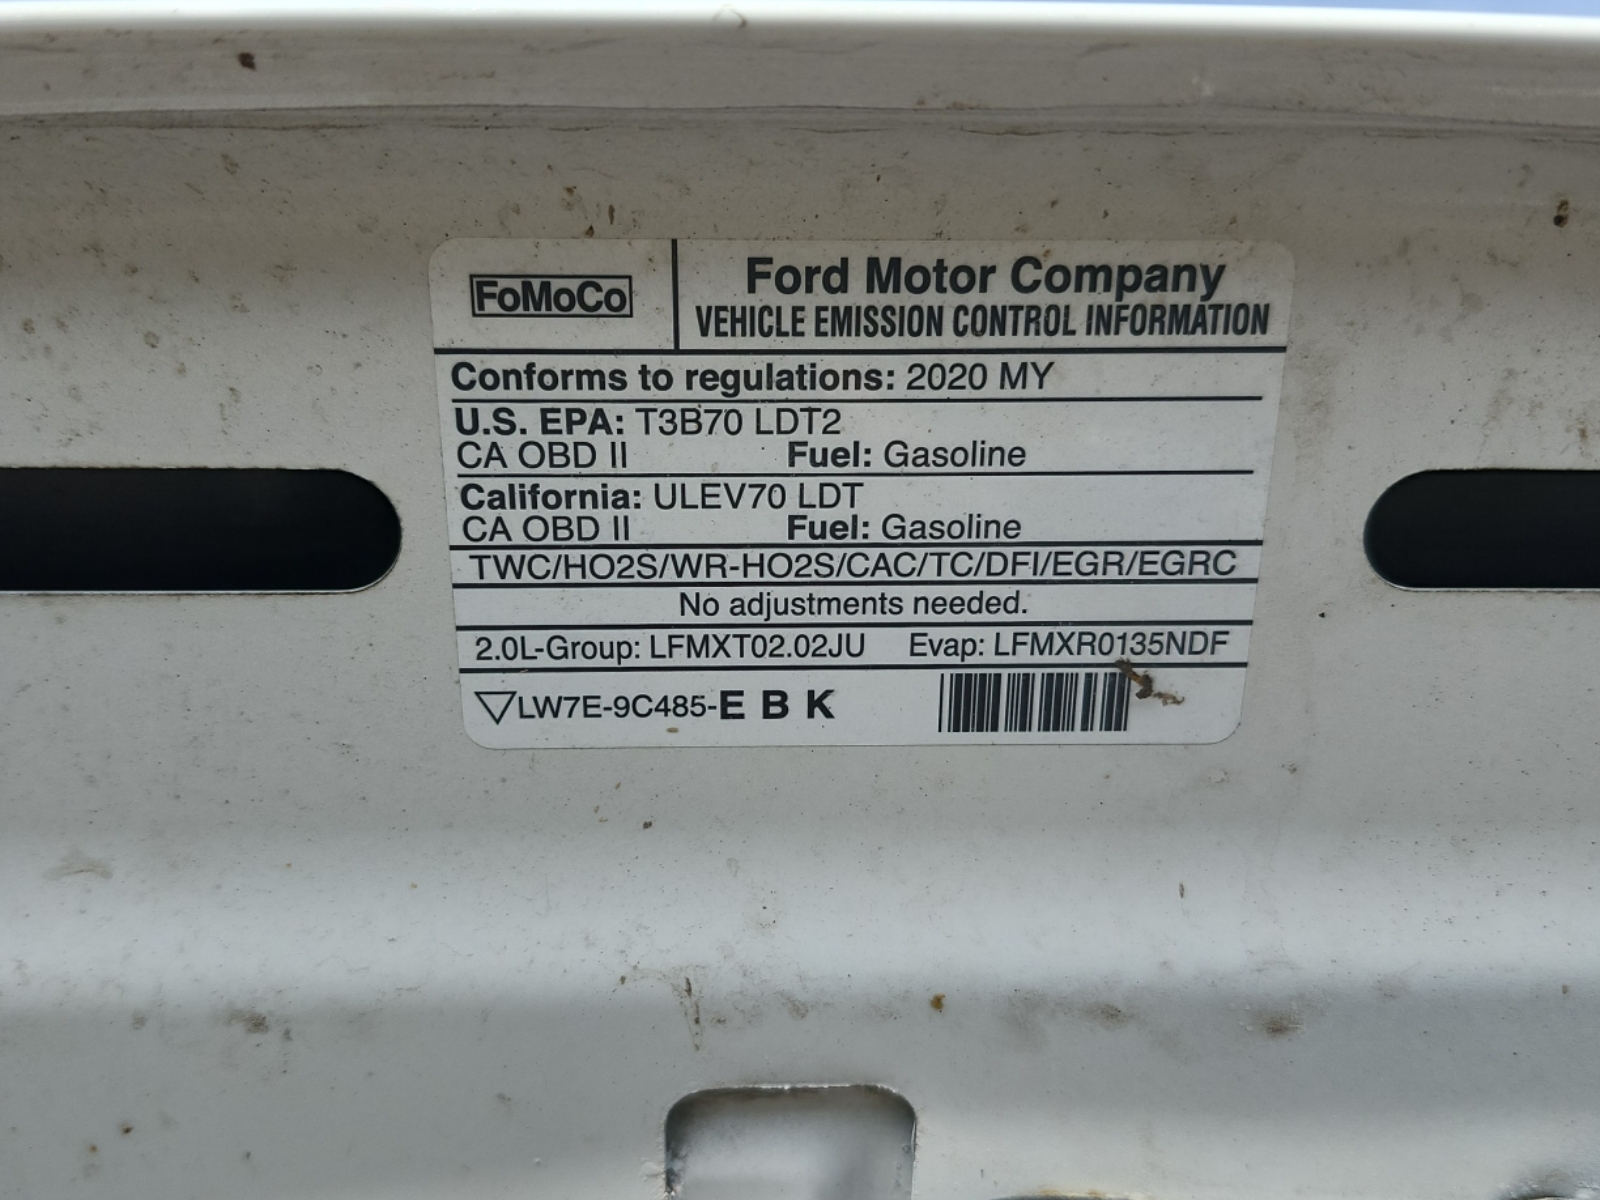 FoMoCo
Ford Motor Company
VEHICLE EMISSION CONTROL INFORMATION
Conforms to regulations: 2020 MY
U.S. EPA: T3B70 LDT2
CA OBD II Fuel: Gasoline
California: ULEV70 LDT
CA OBD II Fuel: Gasoline
TWC/HO2S/WR-HO2S/CAC/TC/DFI/EGR/EGRC
No adjustments needed.
2.0L-Group: LFMXT02.02JU Evap: LFMXR0135NDF
▽LW7E-9C485-E B K